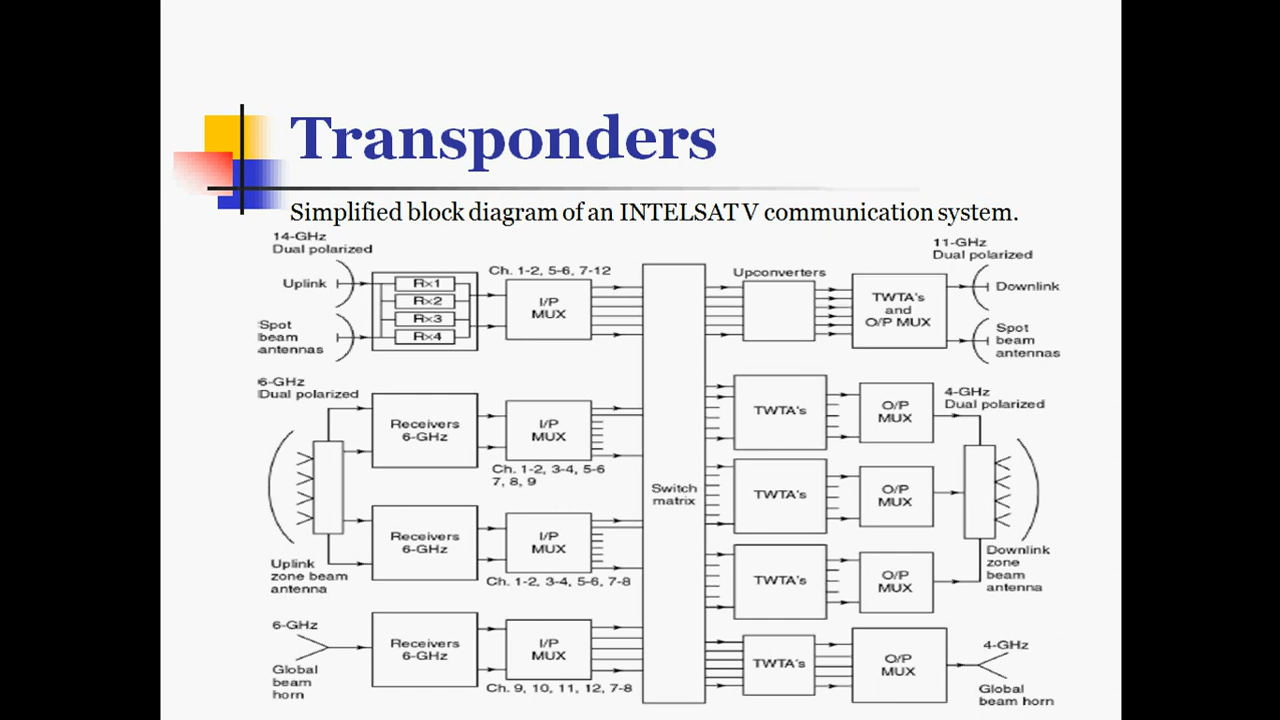 Transponders
Simplified block diagram of an INTELSAT V communication system.
14-GHz
Dual polarized
Uplink
Spot
beam
antennas
Rx1
Rx2
Rx3
Rx4
Ch. 1-2, 5-6, 7-12
I/P
MUX
6-GHz
Dual polarized
Receivers
6-GHz
I/P
MUX
Ch. 1-2, 3-4, 5-6
7, 8, 9
Receivers
6-GHz
I/P
MUX
Ch. 1-2, 3-4, 5-6, 7-8
Uplink
zone beam
antenna
6-GHz
Global
beam
horn
Receivers
6-GHz
I/P
MUX
Ch. 9, 10, 11, 12, 7-8
Switch
matrix
Upconverters
TWTA's
and
O/P MUX
11-GHz
Dual polarized
Downlink
Spot
beam
antennas
TWTA's
O/P
MUX
4-GHz
Dual polarized
TWTA's
O/P
MUX
TWTA's
O/P
MUX
Downlink
zone
beam
antenna
TWTA's
O/P
MUX
4-GHz
Global
beam horn